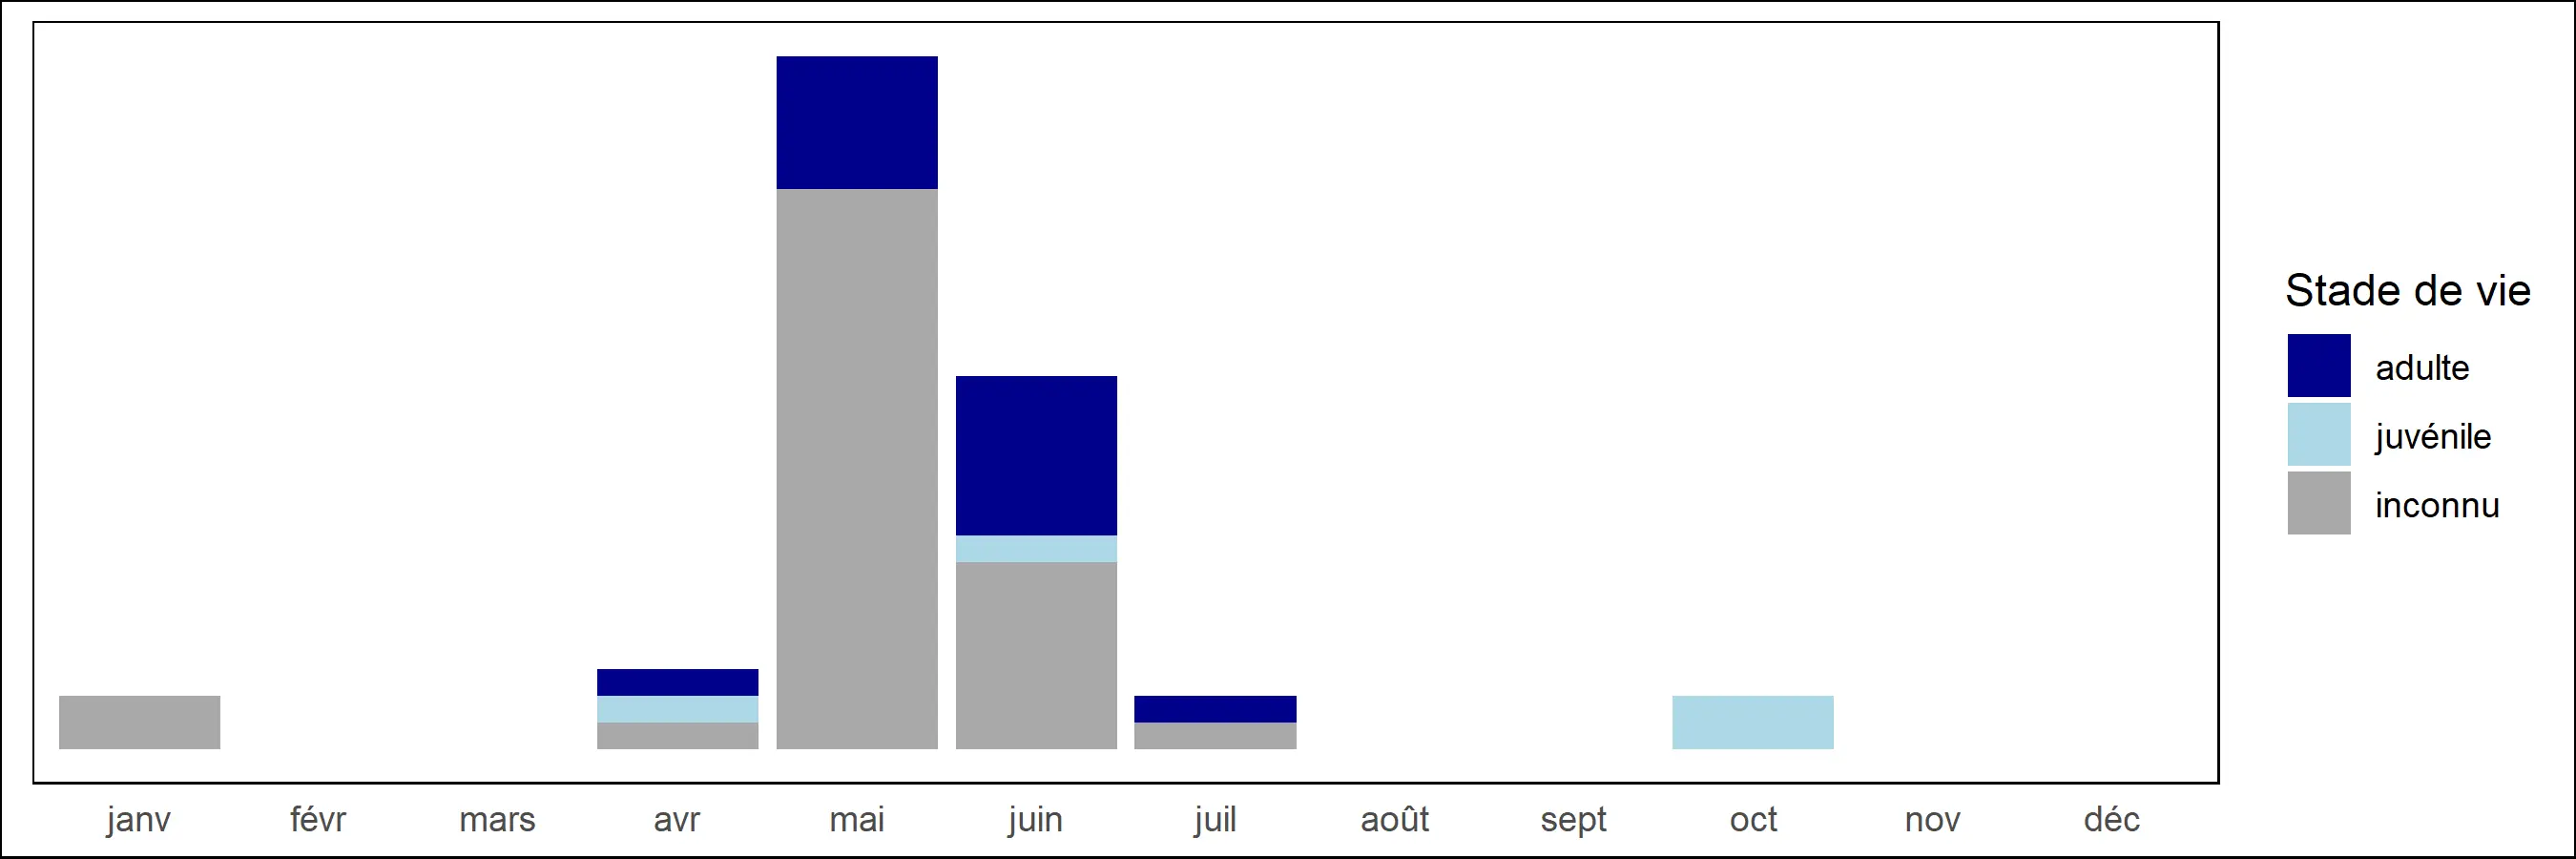 Stade de vie
adulte
juvénile
inconnu
janv févr mars avr mai juin juil août sept oct nov déc